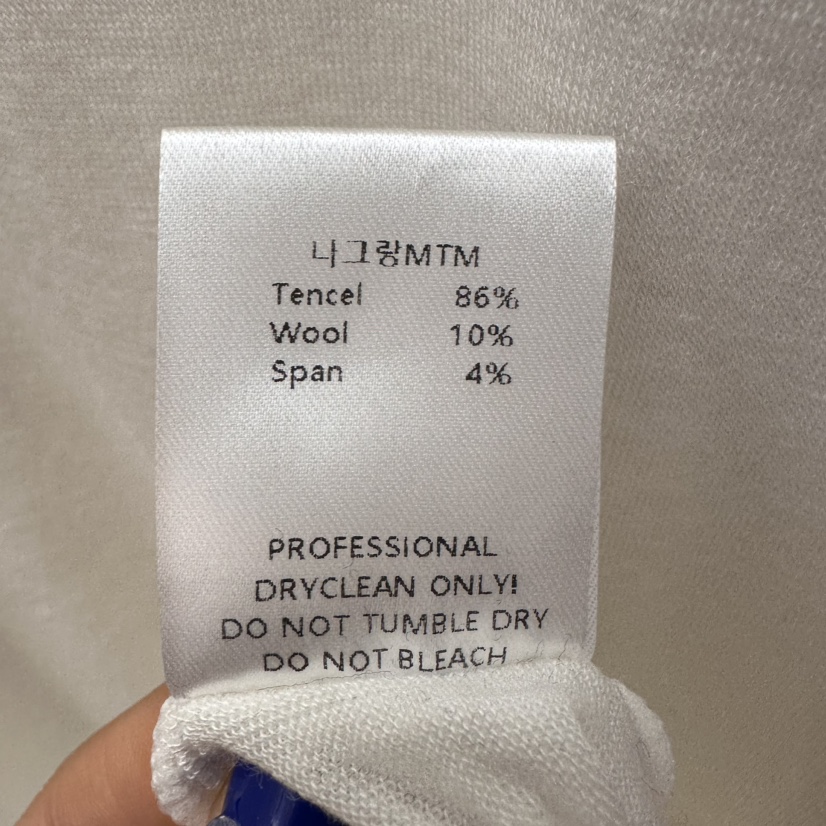 나그랑MTM
Tencel 86%
Wool 10%
Span 4%
PROFESSIONAL
DRYCLEAN ONLY!
DO NOT TUMBLE DRY
DO NOT BLEACH